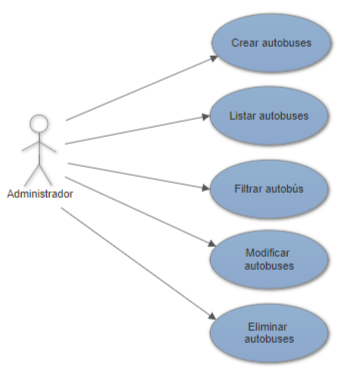 Crear autobuses
Listar autobuses
Administrador
Filtrar autobús
Modificar
autobuses
Eliminar
autobuses